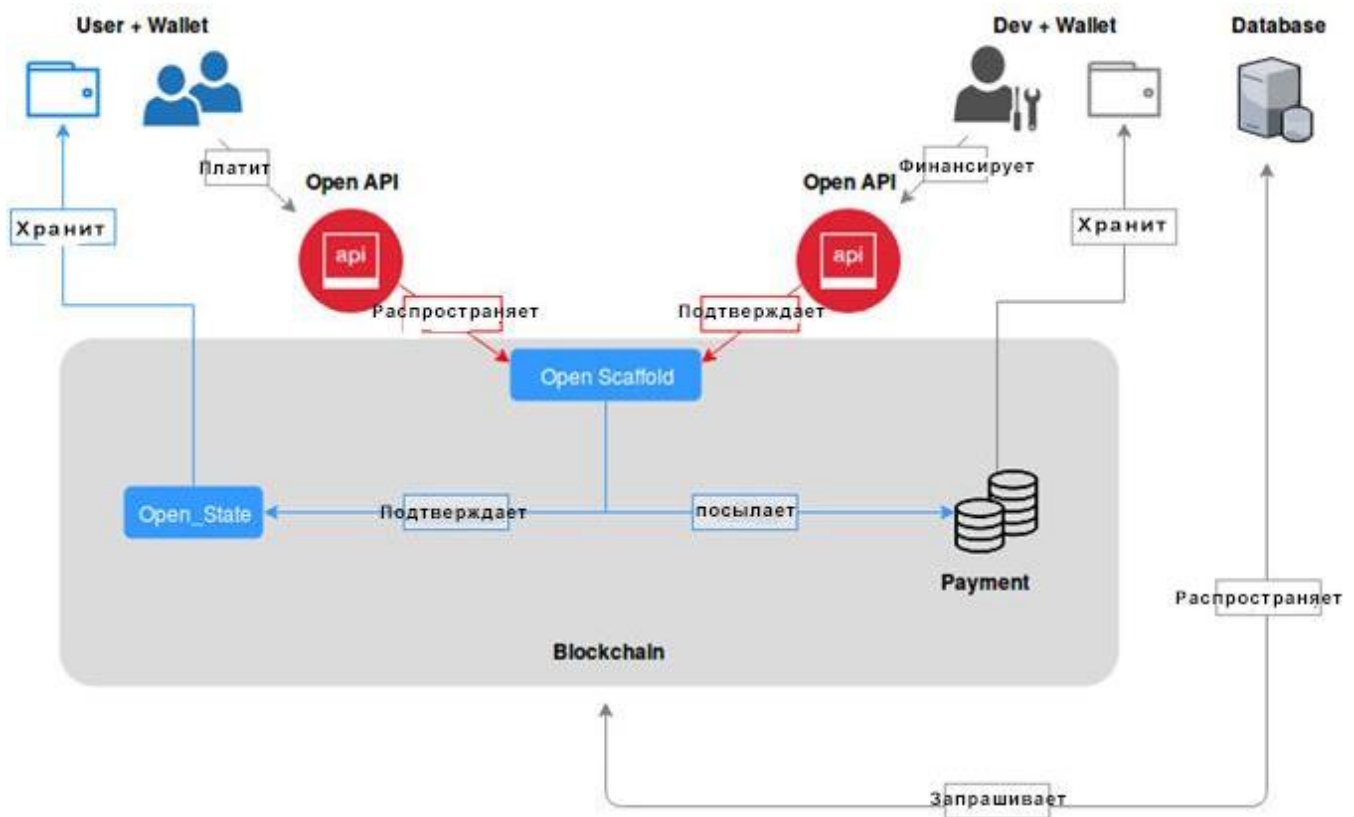 User + Wallet
Dev + Wallet
Database
Платит
Финансирует
Open API
Open API
Хранит
Хранит
api
api
Распространяет
Подтверждает
Open Scaffold
Open_State
Подтверждает
посылает
Payment
Распространяет
Blockchain
Запрашивает